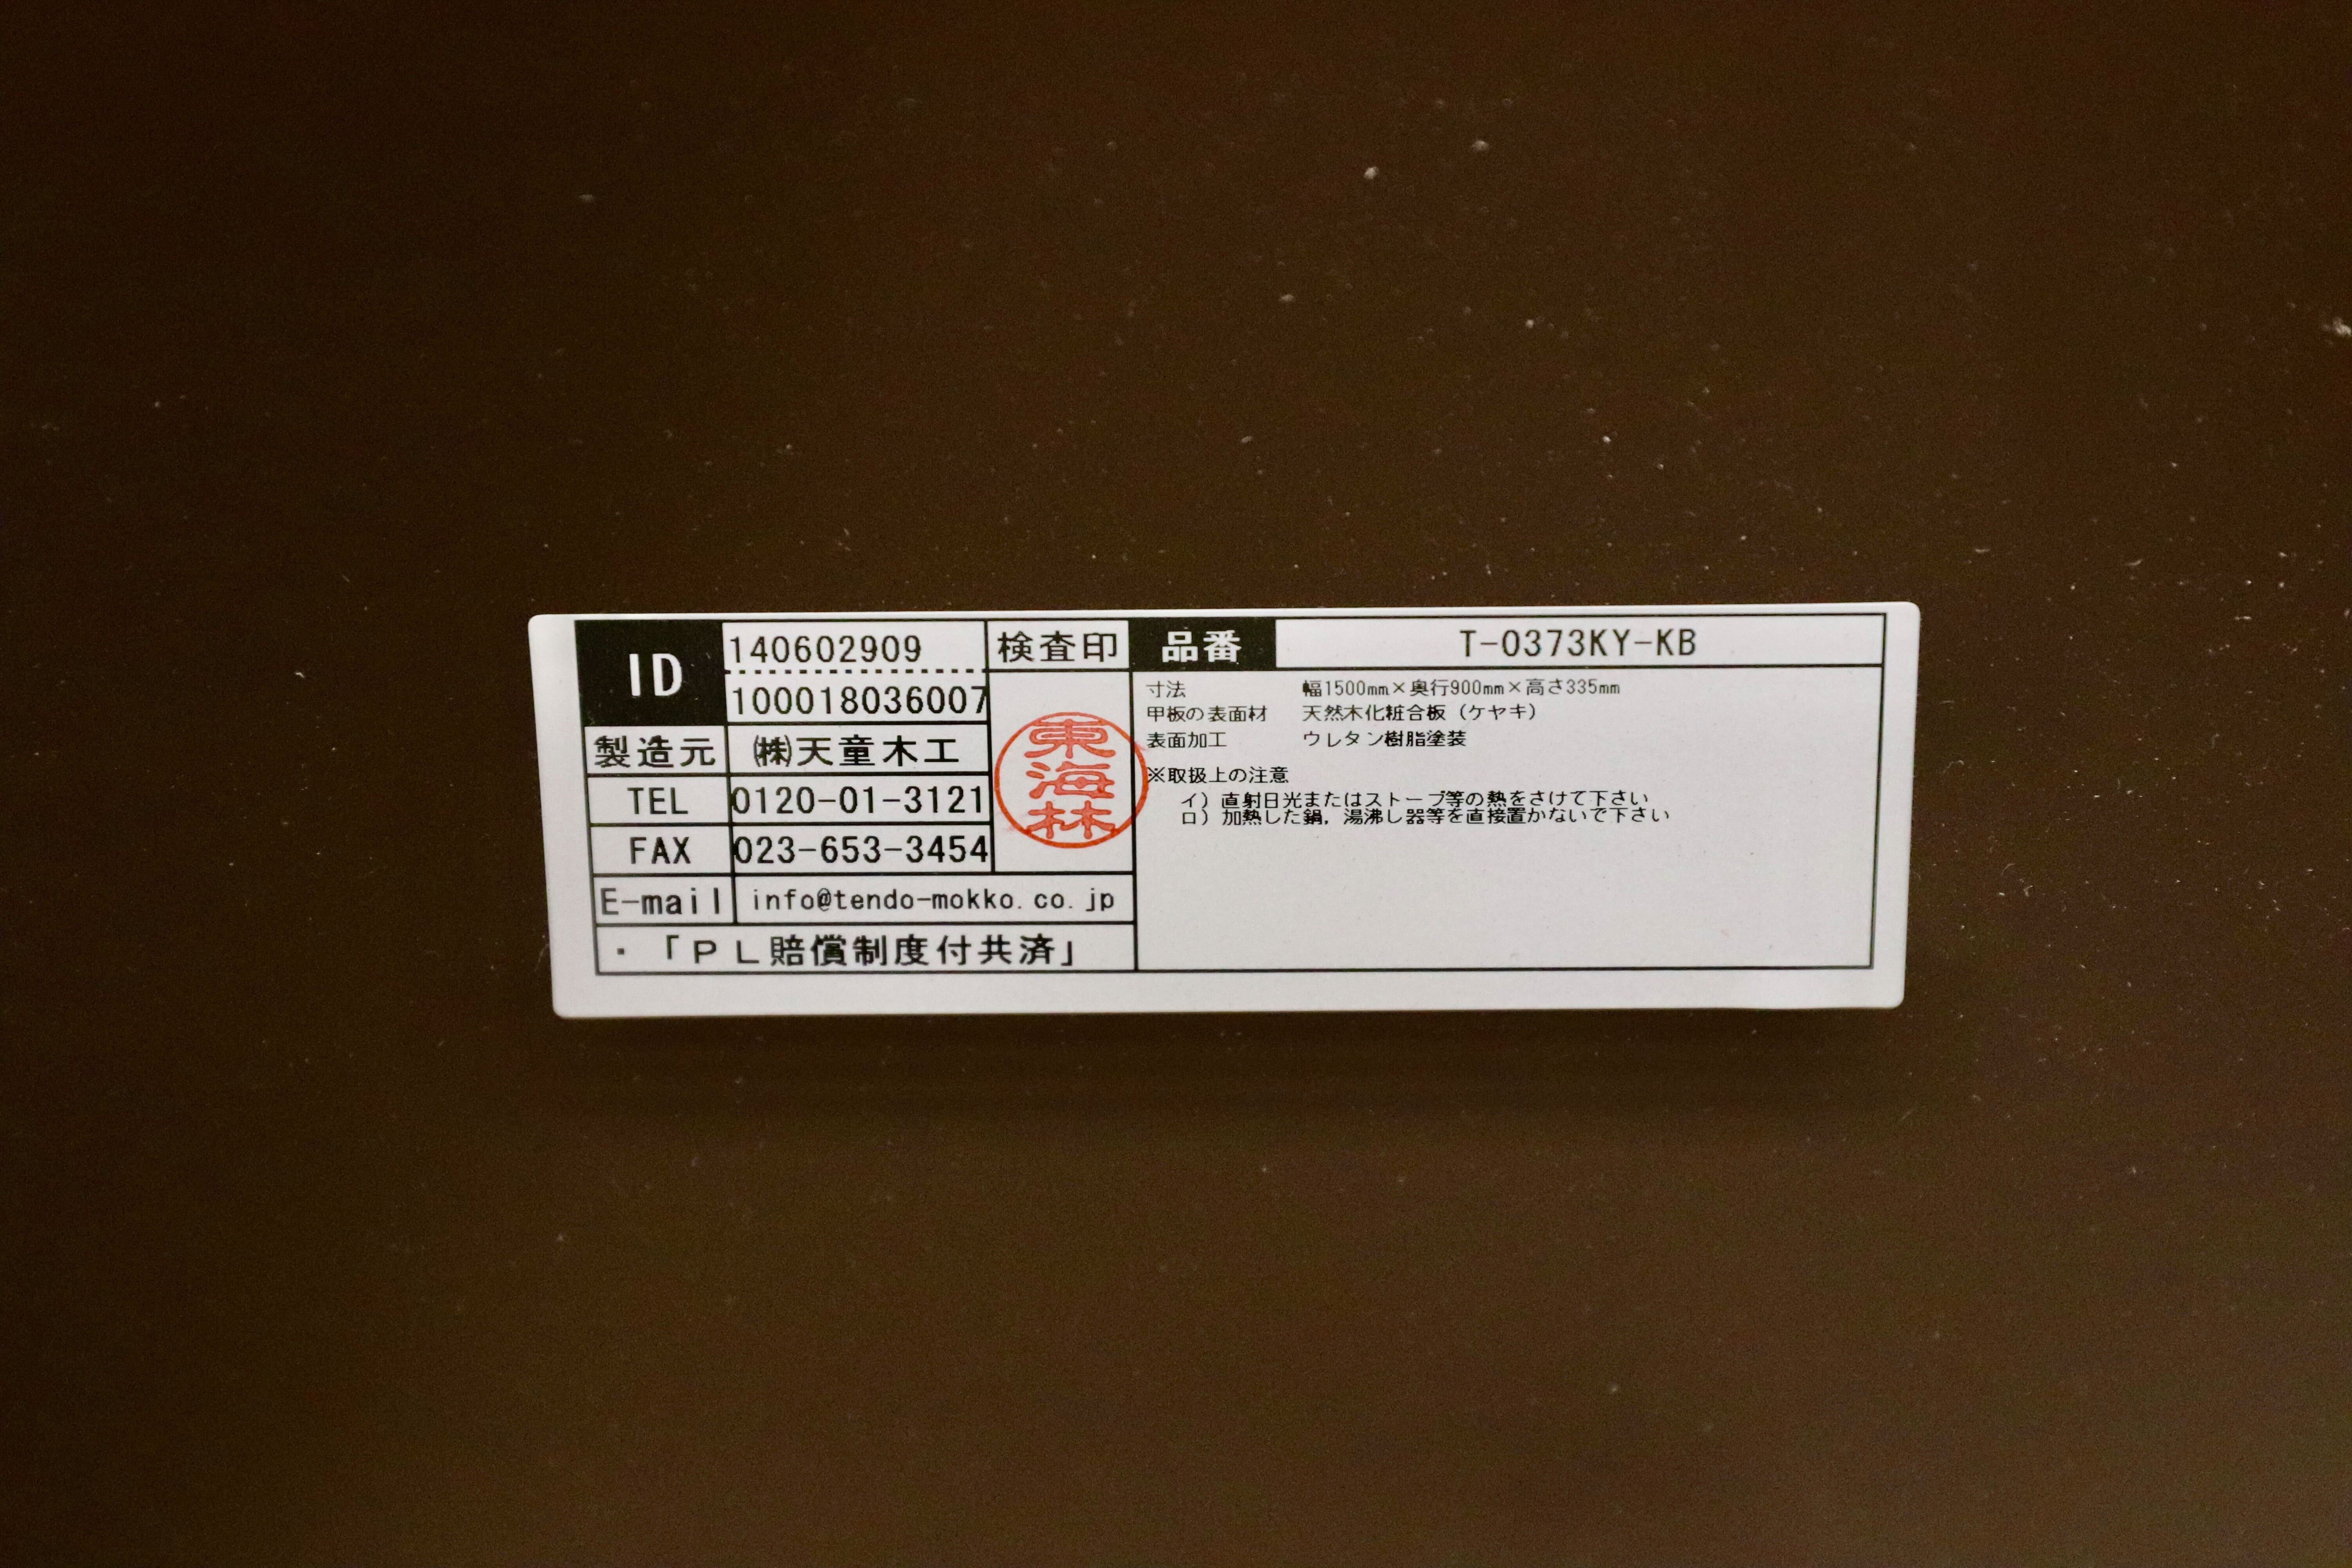 ID
140602909
100018036007
検査印
東海林
製造元 ㈱天童木工
TEL 0120-01-3121
FAX 023-653-3454
E-mail info@tendo-mokko.co.jp
・「PL賠償制度付共済」
品番 T-0373KY-KB
寸法 幅1500mm×奥行900mm×高さ335mm
甲板の表面材 天然木化粧合板（ケヤキ）
表面加工 ウレタン樹脂塗装
※取扱上の注意
イ）直射日光またはストーブ等の熱をさけて下さい
ロ）加熱した鍋，湯沸し器等を直接置かないで下さい